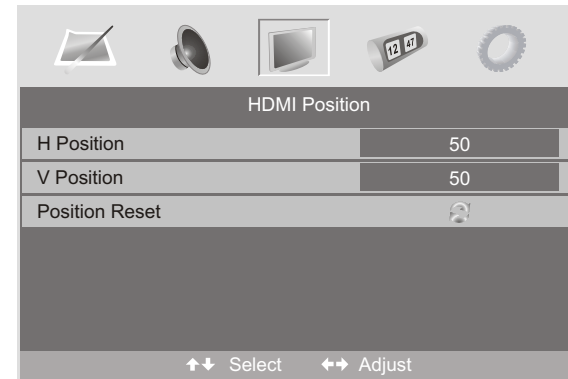 12 47
HDMI Position
H Position 50
V Position 50
Position Reset
Select Adjust